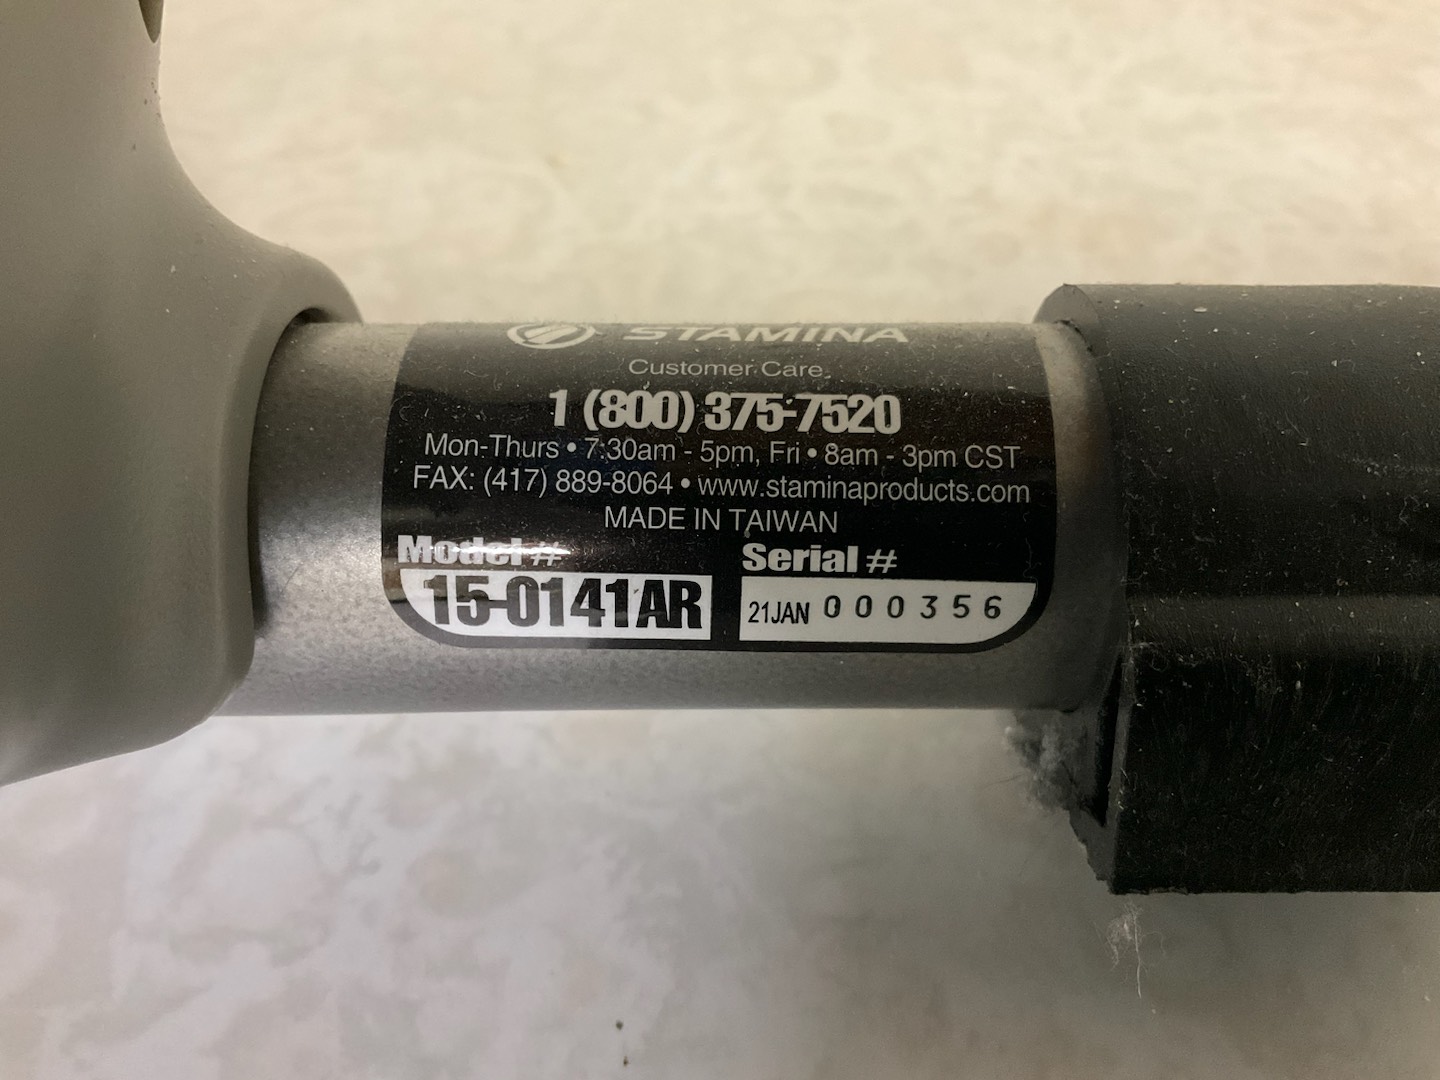 STAMINA
Customer Care
1 (800) 375-7520
Mon-Thurs • 7:30am - 5pm, Fri • 8am - 3pm CST
FAX: (417) 889-8064 • www.staminaproducts.com
MADE IN TAIWAN
Model # Serial #
15-0141AR 21JAN 000356